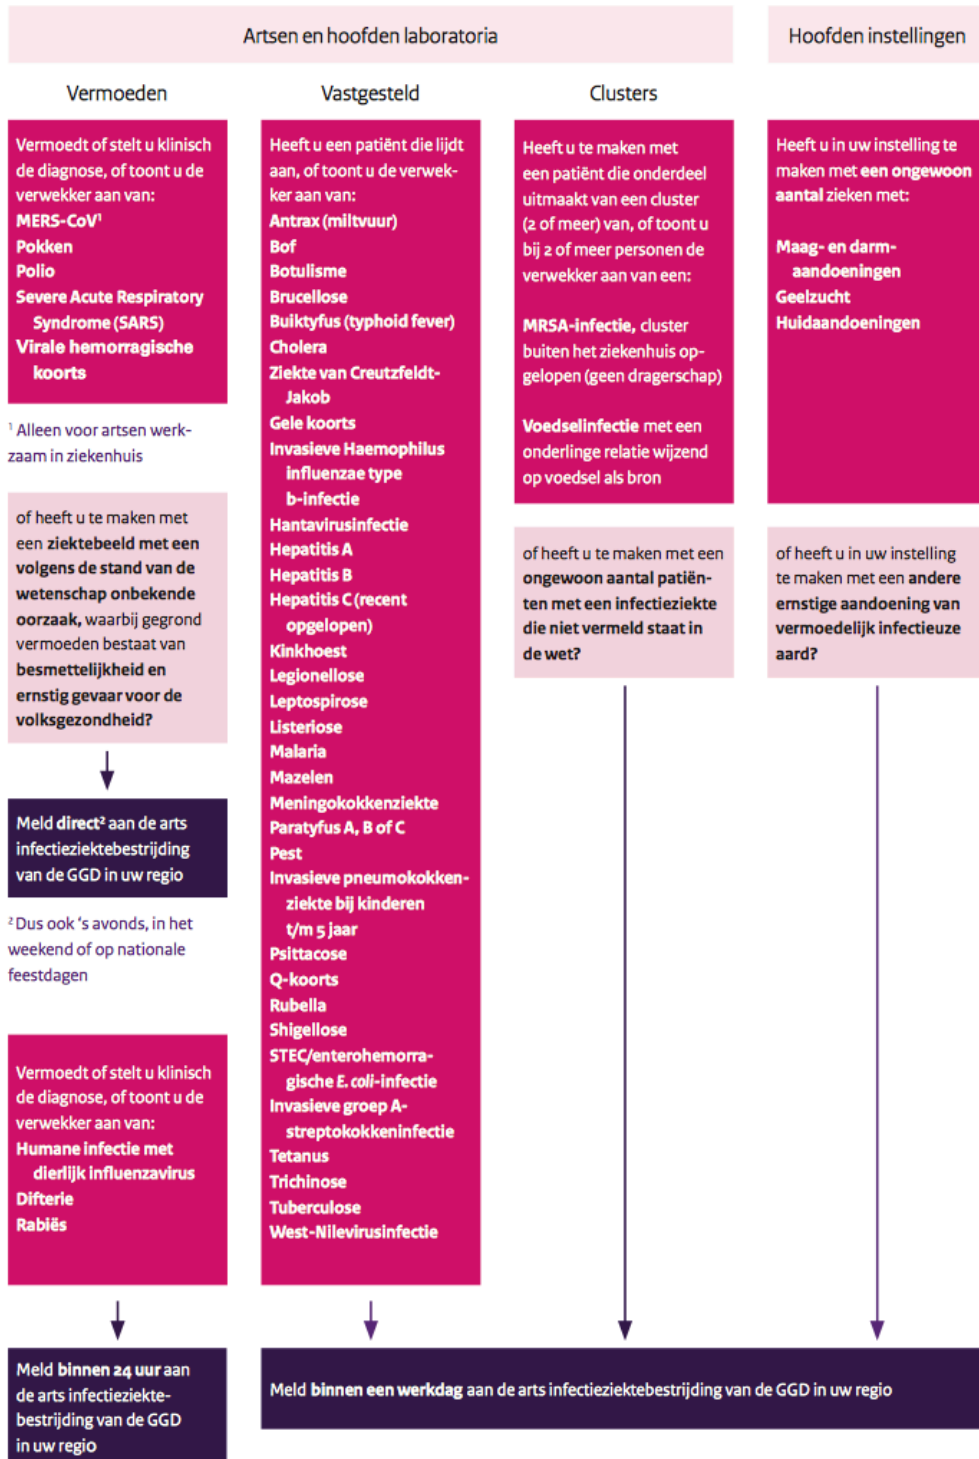 Artsen en hoofden laboratoria
Hoofden instellingen
Vermoeden
Vermoedt of stelt u klinisch
de diagnose, of toont u de
verwekker aan van:
MERS-CoV¹
Pokken
Polio
Severe Acute Respiratory
Syndrome (SARS)
Virale hemorragische
koorts
¹ Alleen voor artsen werk-
zaam in ziekenhuis
of heeft u te maken met
een ziektebeeld met een
volgens de stand van de
wetenschap onbekende
oorzaak, waarbij gegrond
vermoeden bestaat van
besmettelijkheid en
ernstig gevaar voor de
volksgezondheid?
Meld direct² aan de arts
infectieziektebestrijding
van de GGD in uw regio
² Dus ook ‘s avonds, in het
weekend of op nationale
feestdagen
Vermoedt of stelt u klinisch
de diagnose, of toont u de
verwekker aan van:
Humane infectie met
dierlijk influenzavirus
Difterie
Rabiës
Meld binnen 24 uur aan
de arts infectieziekte-
bestrijding van de GGD
in uw regio
Vastgesteld
Heeft u een patiënt die lijdt
aan, of toont u de verwek-
ker aan van:
Antrax (miltvuur)
Bof
Botulisme
Brucellose
Buiktyfus (typhoid fever)
Cholera
Ziekte van Creutzfeldt-
Jakob
Gele koorts
Invasieve Haemophilus
influenzae type
b-infectie
Hantavirusinfectie
Hepatitis A
Hepatitis B
Hepatitis C (recent
opgelopen)
Kinkhoest
Legionellose
Leptospirose
Listeriose
Malaria
Mazelen
Meningokokkenziekte
Paratyfus A, B of C
Pest
Invasieve pneumokokken-
ziekte bij kinderen
t/m 5 jaar
Psittacose
Q-koorts
Rubella
Shigellose
STEC/enterohemorra-
gische E. coli-infectie
Invasieve groep A-
streptokokkeninfectie
Tetanus
Trichinose
Tuberculose
West-Nilevirusinfectie
Clusters
Heeft u te maken met
een patiënt die onderdeel
uitmaakt van een cluster
(2 of meer) van, of toont u
bij 2 of meer personen de
verwekker aan van een:
MRSA-infectie, cluster
buiten het ziekenhuis op-
gelopen (geen dragerschap)
Voedselinfectie met een
onderlinge relatie wijzend
op voedsel als bron
of heeft u te maken met een
ongewoon aantal patiën-
ten met een infectieziekte
die niet vermeld staat in
de wet?
Heeft u in uw instelling te
maken met een ongewoon
aantal zieken met:
Maag- en darm-
aandoeningen
Geelzucht
Huidaandoeningen
of heeft u in uw instelling
te maken met een andere
ernstige aandoening van
vermoedelijk infectieuze
aard?
Meld binnen een werkdag aan de arts infectieziektebestrijding van de GGD in uw regio